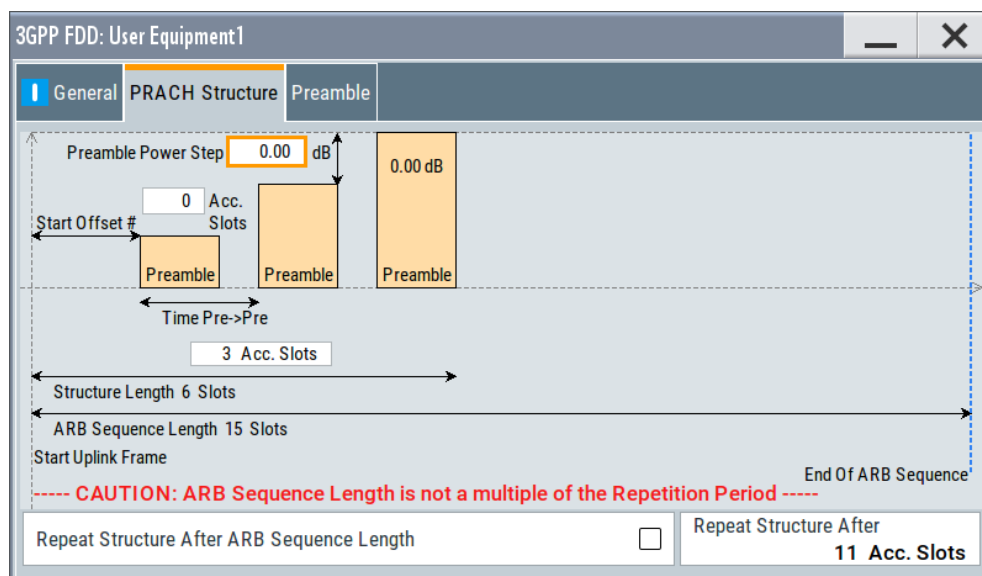 3GPP FDD: User Equipment1
General PRACH Structure Preamble
Preamble Power Step 0.00 dB
0.00 dB
0 Acc.
Start Offset # Slots
Preamble Preamble Preamble
Time Pre->Pre
3 Acc. Slots
Structure Length 6 Slots
ARB Sequence Length 15 Slots
Start Uplink Frame
End Of ARB Sequence
----- CAUTION: ARB Sequence Length is not a multiple of the Repetition Period -----
Repeat Structure After ARB Sequence Length
Repeat Structure After
11 Acc. Slots